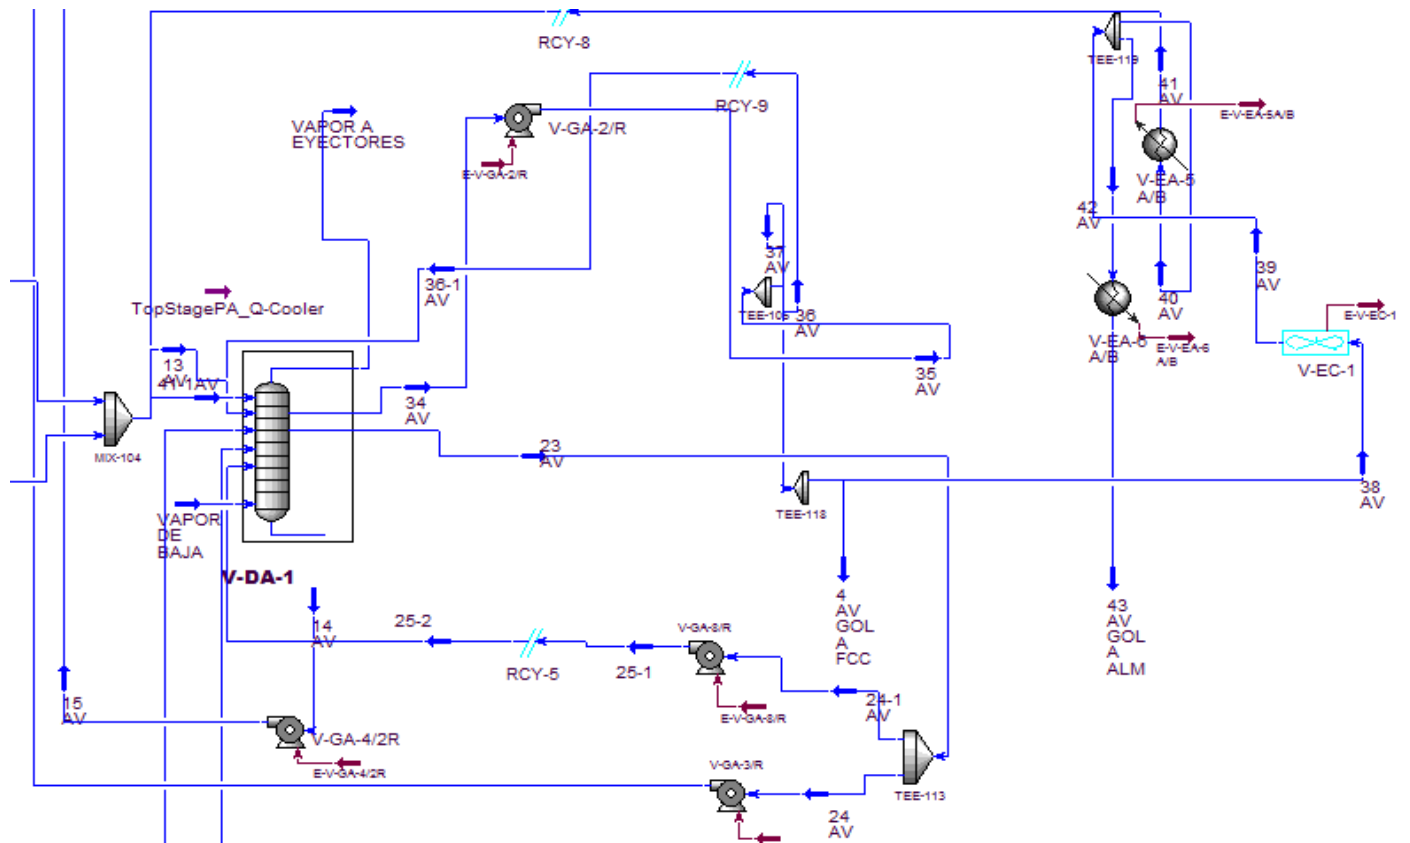 RCY-8
TEE-119
41
AV
RCY-9
E-V-EA-5A/B
VAPOR A
EYECTORES
V-GA-2/R
E-V-GA-2/R
V-EA-5
A/B
42
AV
37
AV
39
AV
36-1
AV
TopStagePA_Q-Cooler
40
AV
36
AV
E-V-EC-1
V-EA-6
A/B
E-V-EA-6
A/B
13
AV
41-1AV
35
AV
V-EC-1
34
AV
MIX-104
23
AV
38
AV
TEE-118
VAPOR
DE
BAJA
V-DA-1
4
AV
GOL
A
FCC
43
AV
GOL
A
ALM
14
AV
25-2
V-GA-8/R
RCY-5
25-1
15
AV
24-1
AV
E-V-GA-8/R
V-GA-4/2R
E-V-GA-4/2R
V-GA-3/R
TEE-113
24
AV